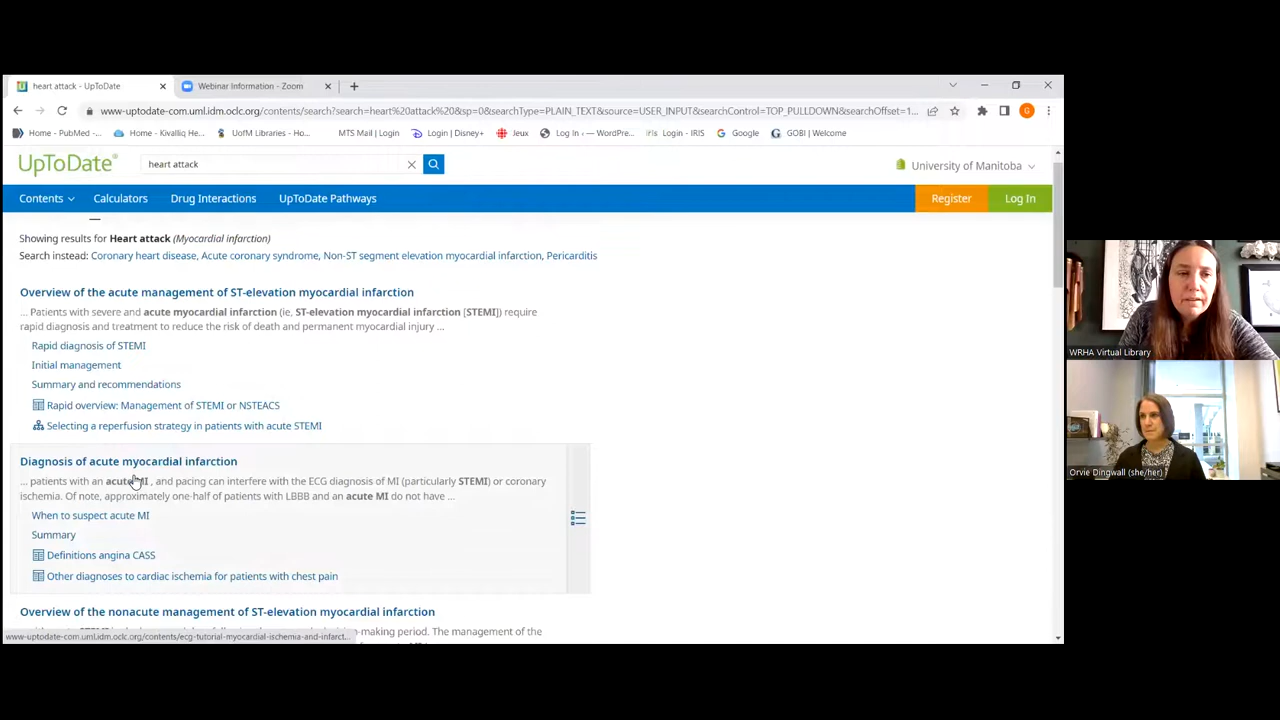 heart attack - UpToDate
Webinar Information - Zoom
www-uptodate-com.uml.idm.oclc.org/contents/search?search=heart%20attack%20&sp=0&searchType=PLAIN_TEXT&source=USER_INPUT&searchControl=TOP_PULLDOWN&searchOffset=1...
Home - PubMed -...
Home - Kivalliq He...
UofM Libraries - Ho...
MTS Mail | Login
Login | Disney+
Jeux
Log In ‹ — WordPre...
iris Login - IRIS
Google
GOBI | Welcome
UpToDate®
heart attack
University of Manitoba
Contents
Calculators
Drug Interactions
UpToDate Pathways
Register
Log In
Showing results for Heart attack (Myocardial infarction)
Search instead: Coronary heart disease, Acute coronary syndrome, Non-ST segment elevation myocardial infarction, Pericarditis
Overview of the acute management of ST-elevation myocardial infarction
... Patients with severe and acute myocardial infarction (ie, ST-elevation myocardial infarction [STEMI]) require
rapid diagnosis and treatment to reduce the risk of death and permanent myocardial injury ...
Rapid diagnosis of STEMI
Initial management
Summary and recommendations
Rapid overview: Management of STEMI or NSTEACS
Selecting a reperfusion strategy in patients with acute STEMI
Diagnosis of acute myocardial infarction
... patients with an acute MI , and pacing can interfere with the ECG diagnosis of MI (particularly STEMI) or coronary
ischemia. Of note, approximately one-half of patients with LBBB and an acute MI do not have ...
When to suspect acute MI
Summary
Definitions angina CASS
Other diagnoses to cardiac ischemia for patients with chest pain
Overview of the nonacute management of ST-elevation myocardial infarction
-making period. The management of the
www-uptodate-com.uml.idm.oclc.org/contents/ecg-tutorial-myocardial-ischemia-and-infarct...
WRHA Virtual Library
Orvie Dingwall (she/her)